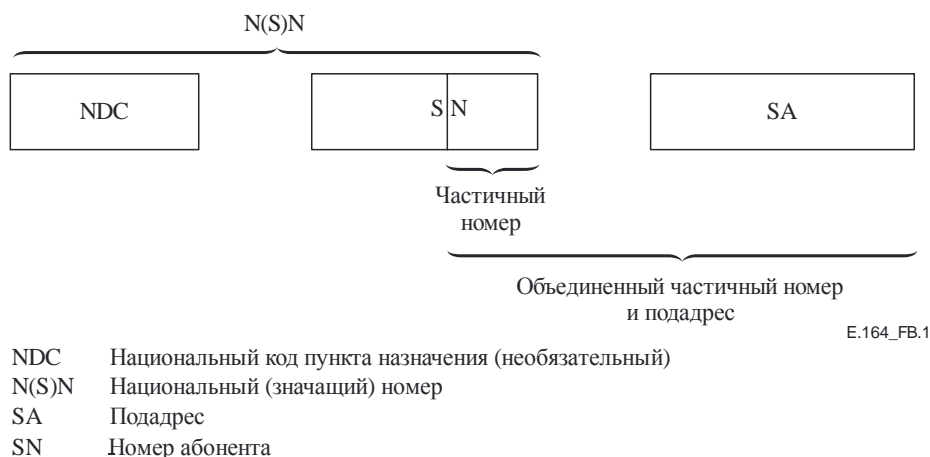 N(S)N
NDC
SN
SA
Частичный
номер
Объединенный частичный номер
и подадрес
E.164_FB.1
NDC Национальный код пункта назначения (необязательный)
N(S)N Национальный (значащий) номер
SA Подадрес
SN Номер абонента